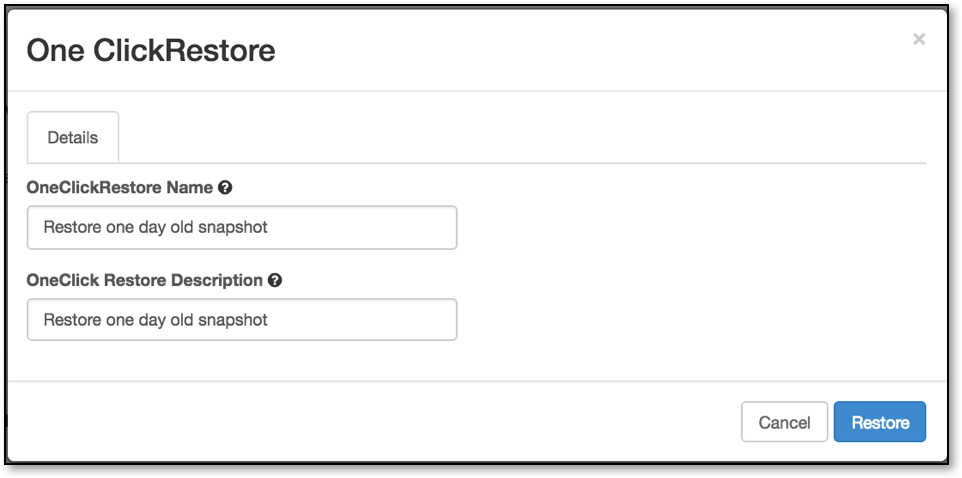 One ClickRestore
×
Details
OneClickRestore Name ?
Restore one day old snapshot
OneClick Restore Description ?
Restore one day old snapshot
Cancel Restore